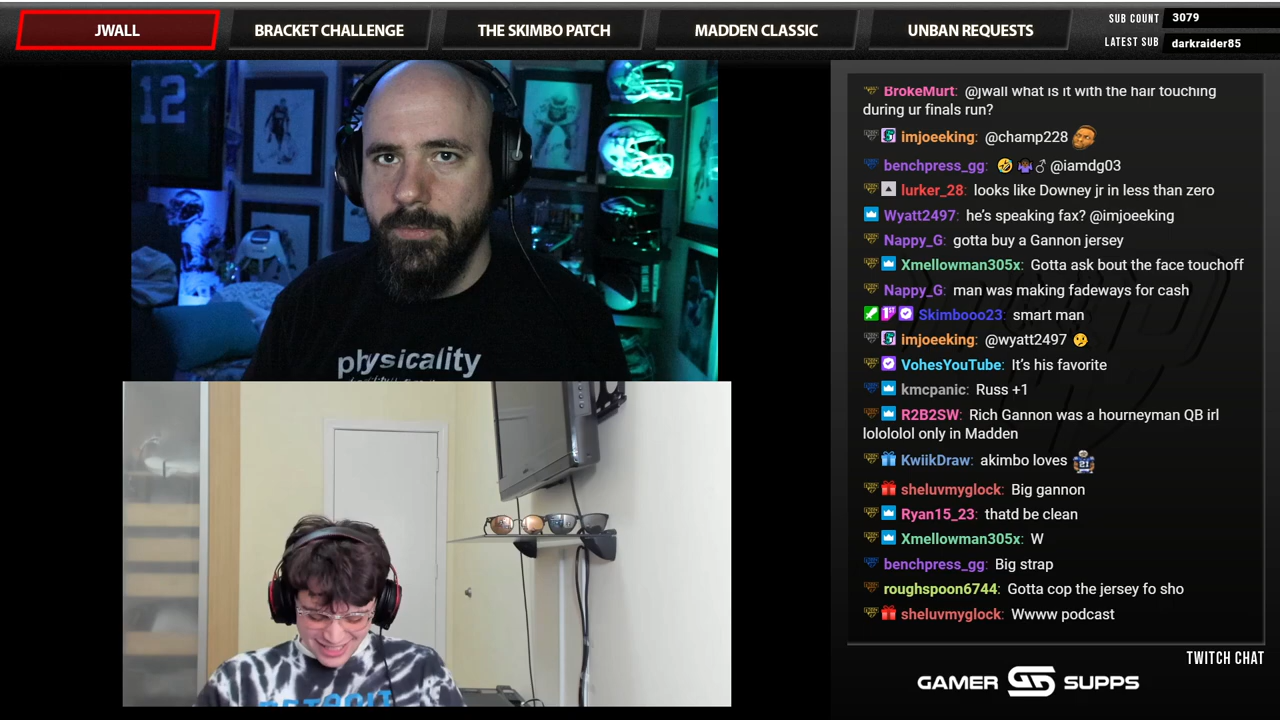 JWALL
BRACKET CHALLENGE
THE SKIMBO PATCH
MADDEN CLASSIC
UNBAN REQUESTS
SUB COUNT 3079
LATEST SUB darkraider85
12
physicality
DETROIT
BrokeMurt: @jwall what is it with the hair touching
during ur finals run?
imjoeeking: @champ228
benchpress_gg: 🤣 ♂ @iamdg03
lurker_28: looks like Downey jr in less than zero
Wyatt2497: he's speaking fax? @imjoeeking
Nappy_G: gotta buy a Gannon jersey
Xmellowman305x: Gotta ask bout the face touchoff
Nappy_G: man was making fadeways for cash
Skimbooo23: smart man
imjoeeking: @wyatt2497
VohesYouTube: It's his favorite
kmcpanic: Russ +1
R2B2SW: Rich Gannon was a hourneyman QB irl
lolololol only in Madden
KwiikDraw: akimbo loves
sheluvmyglock: Big gannon
Ryan15_23: thatd be clean
Xmellowman305x: W
benchpress_gg: Big strap
roughspoon6744: Gotta cop the jersey fo sho
sheluvmyglock: Wwww podcast
TWITCH CHAT
GAMER GS SUPPS